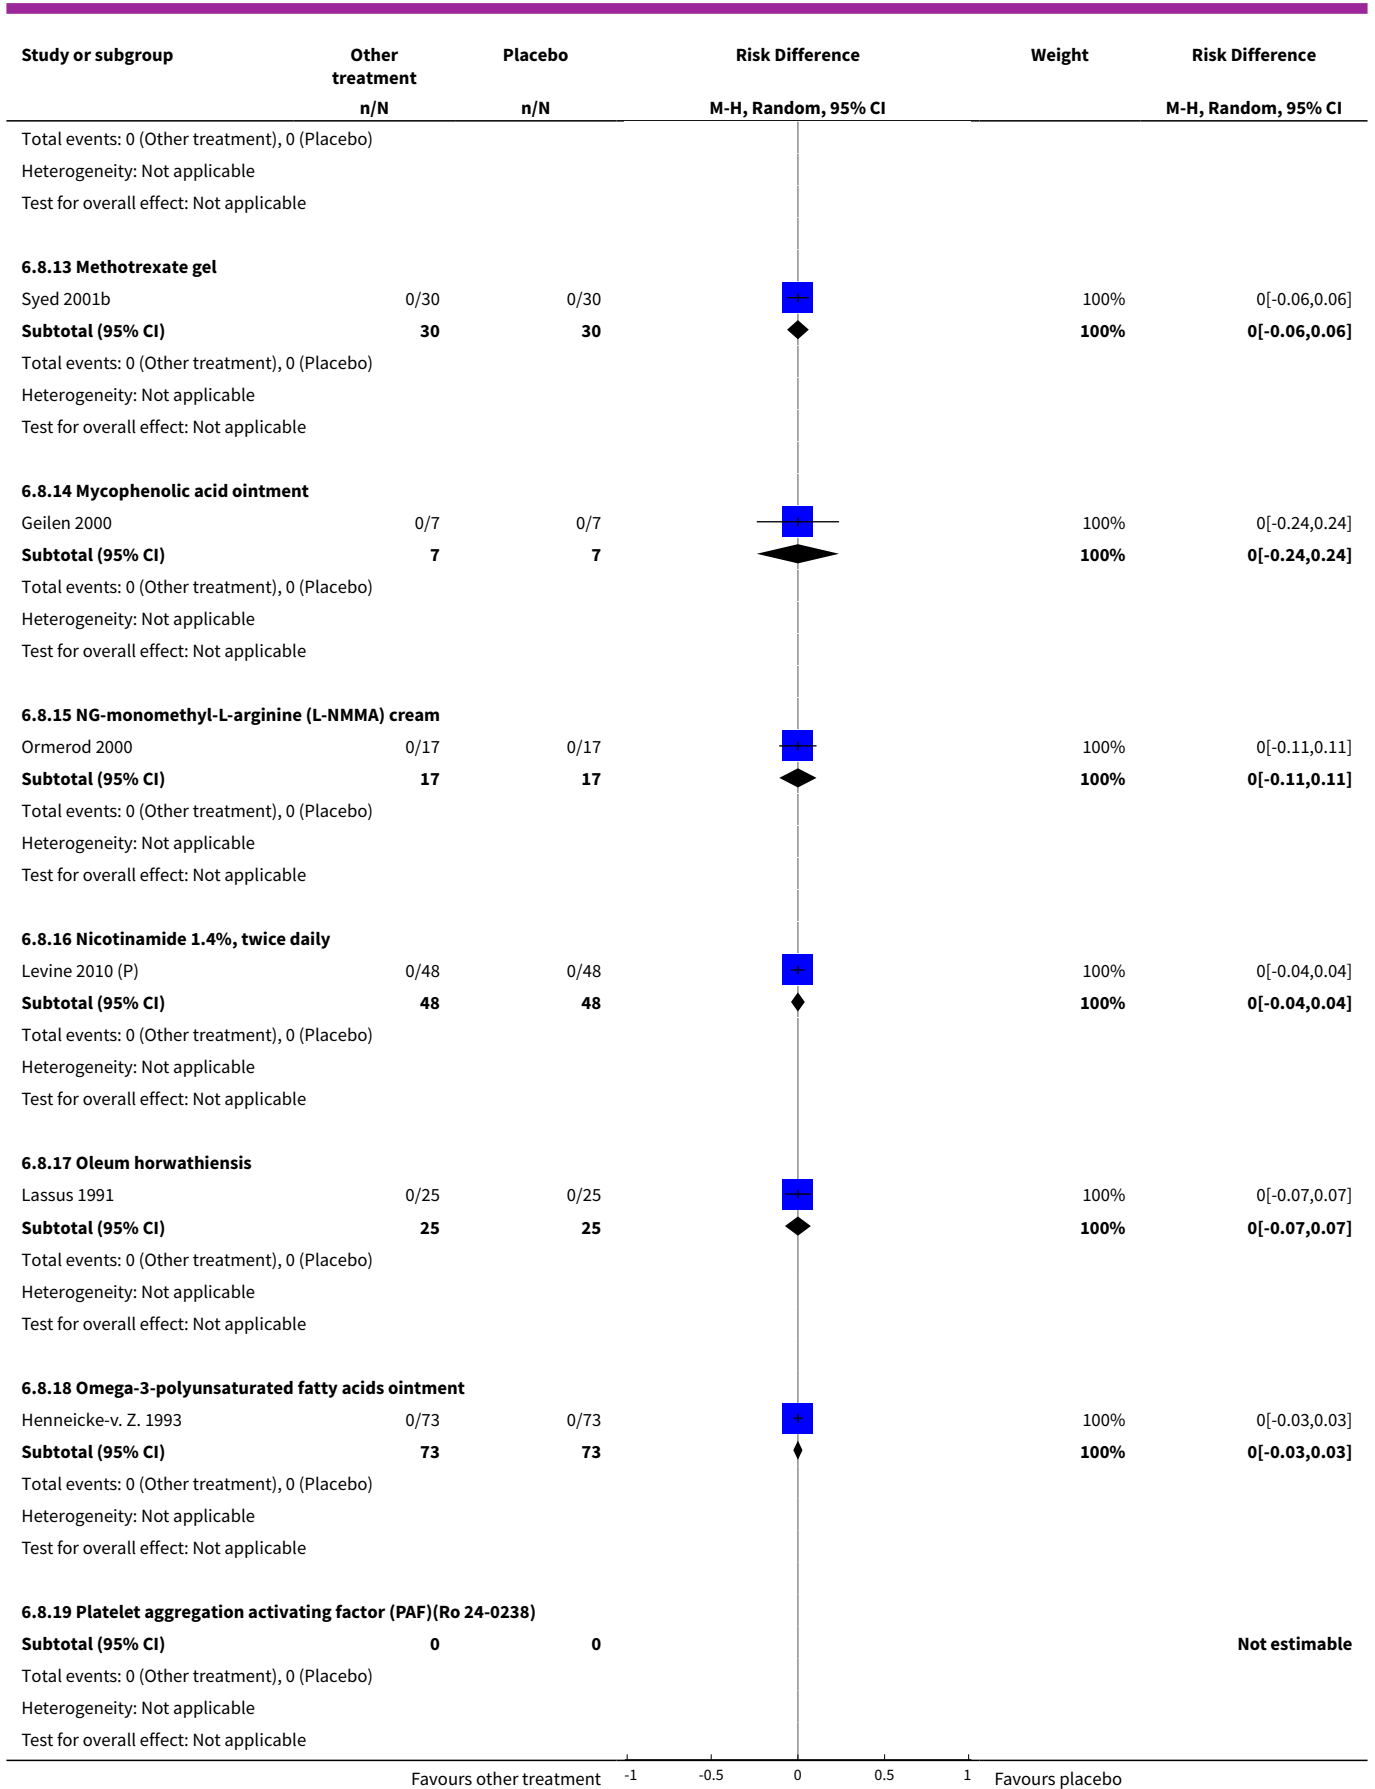 Study or subgroup Other treatment Placebo Risk Difference Weight Risk Difference
n/N n/N M-H, Random, 95% CI M-H, Random, 95% CI
Total events: 0 (Other treatment), 0 (Placebo)
Heterogeneity: Not applicable
Test for overall effect: Not applicable
6.8.13 Methotrexate gel
Syed 2001b 0/30 0/30 100% 0[-0.06,0.06]
Subtotal (95% CI) 30 30 100% 0[-0.06,0.06]
Total events: 0 (Other treatment), 0 (Placebo)
Heterogeneity: Not applicable
Test for overall effect: Not applicable
6.8.14 Mycophenolic acid ointment
Geilen 2000 0/7 0/7 100% 0[-0.24,0.24]
Subtotal (95% CI) 7 7 100% 0[-0.24,0.24]
Total events: 0 (Other treatment), 0 (Placebo)
Heterogeneity: Not applicable
Test for overall effect: Not applicable
6.8.15 NG-monomethyl-L-arginine (L-NMMA) cream
Ormerod 2000 0/17 0/17 100% 0[-0.11,0.11]
Subtotal (95% CI) 17 17 100% 0[-0.11,0.11]
Total events: 0 (Other treatment), 0 (Placebo)
Heterogeneity: Not applicable
Test for overall effect: Not applicable
6.8.16 Nicotinamide 1.4%, twice daily
Levine 2010 (P) 0/48 0/48 100% 0[-0.04,0.04]
Subtotal (95% CI) 48 48 100% 0[-0.04,0.04]
Total events: 0 (Other treatment), 0 (Placebo)
Heterogeneity: Not applicable
Test for overall effect: Not applicable
6.8.17 Oleum horwathiensis
Lassus 1991 0/25 0/25 100% 0[-0.07,0.07]
Subtotal (95% CI) 25 25 100% 0[-0.07,0.07]
Total events: 0 (Other treatment), 0 (Placebo)
Heterogeneity: Not applicable
Test for overall effect: Not applicable
6.8.18 Omega-3-polyunsaturated fatty acids ointment
Henneicke-v. Z. 1993 0/73 0/73 100% 0[-0.03,0.03]
Subtotal (95% CI) 73 73 100% 0[-0.03,0.03]
Total events: 0 (Other treatment), 0 (Placebo)
Heterogeneity: Not applicable
Test for overall effect: Not applicable
6.8.19 Platelet aggregation activating factor (PAF)(Ro 24-0238)
Subtotal (95% CI) 0 0 Not estimable
Total events: 0 (Other treatment), 0 (Placebo)
Heterogeneity: Not applicable
Test for overall effect: Not applicable
Favours other treatment -1 -0.5 0 0.5 1 Favours placebo